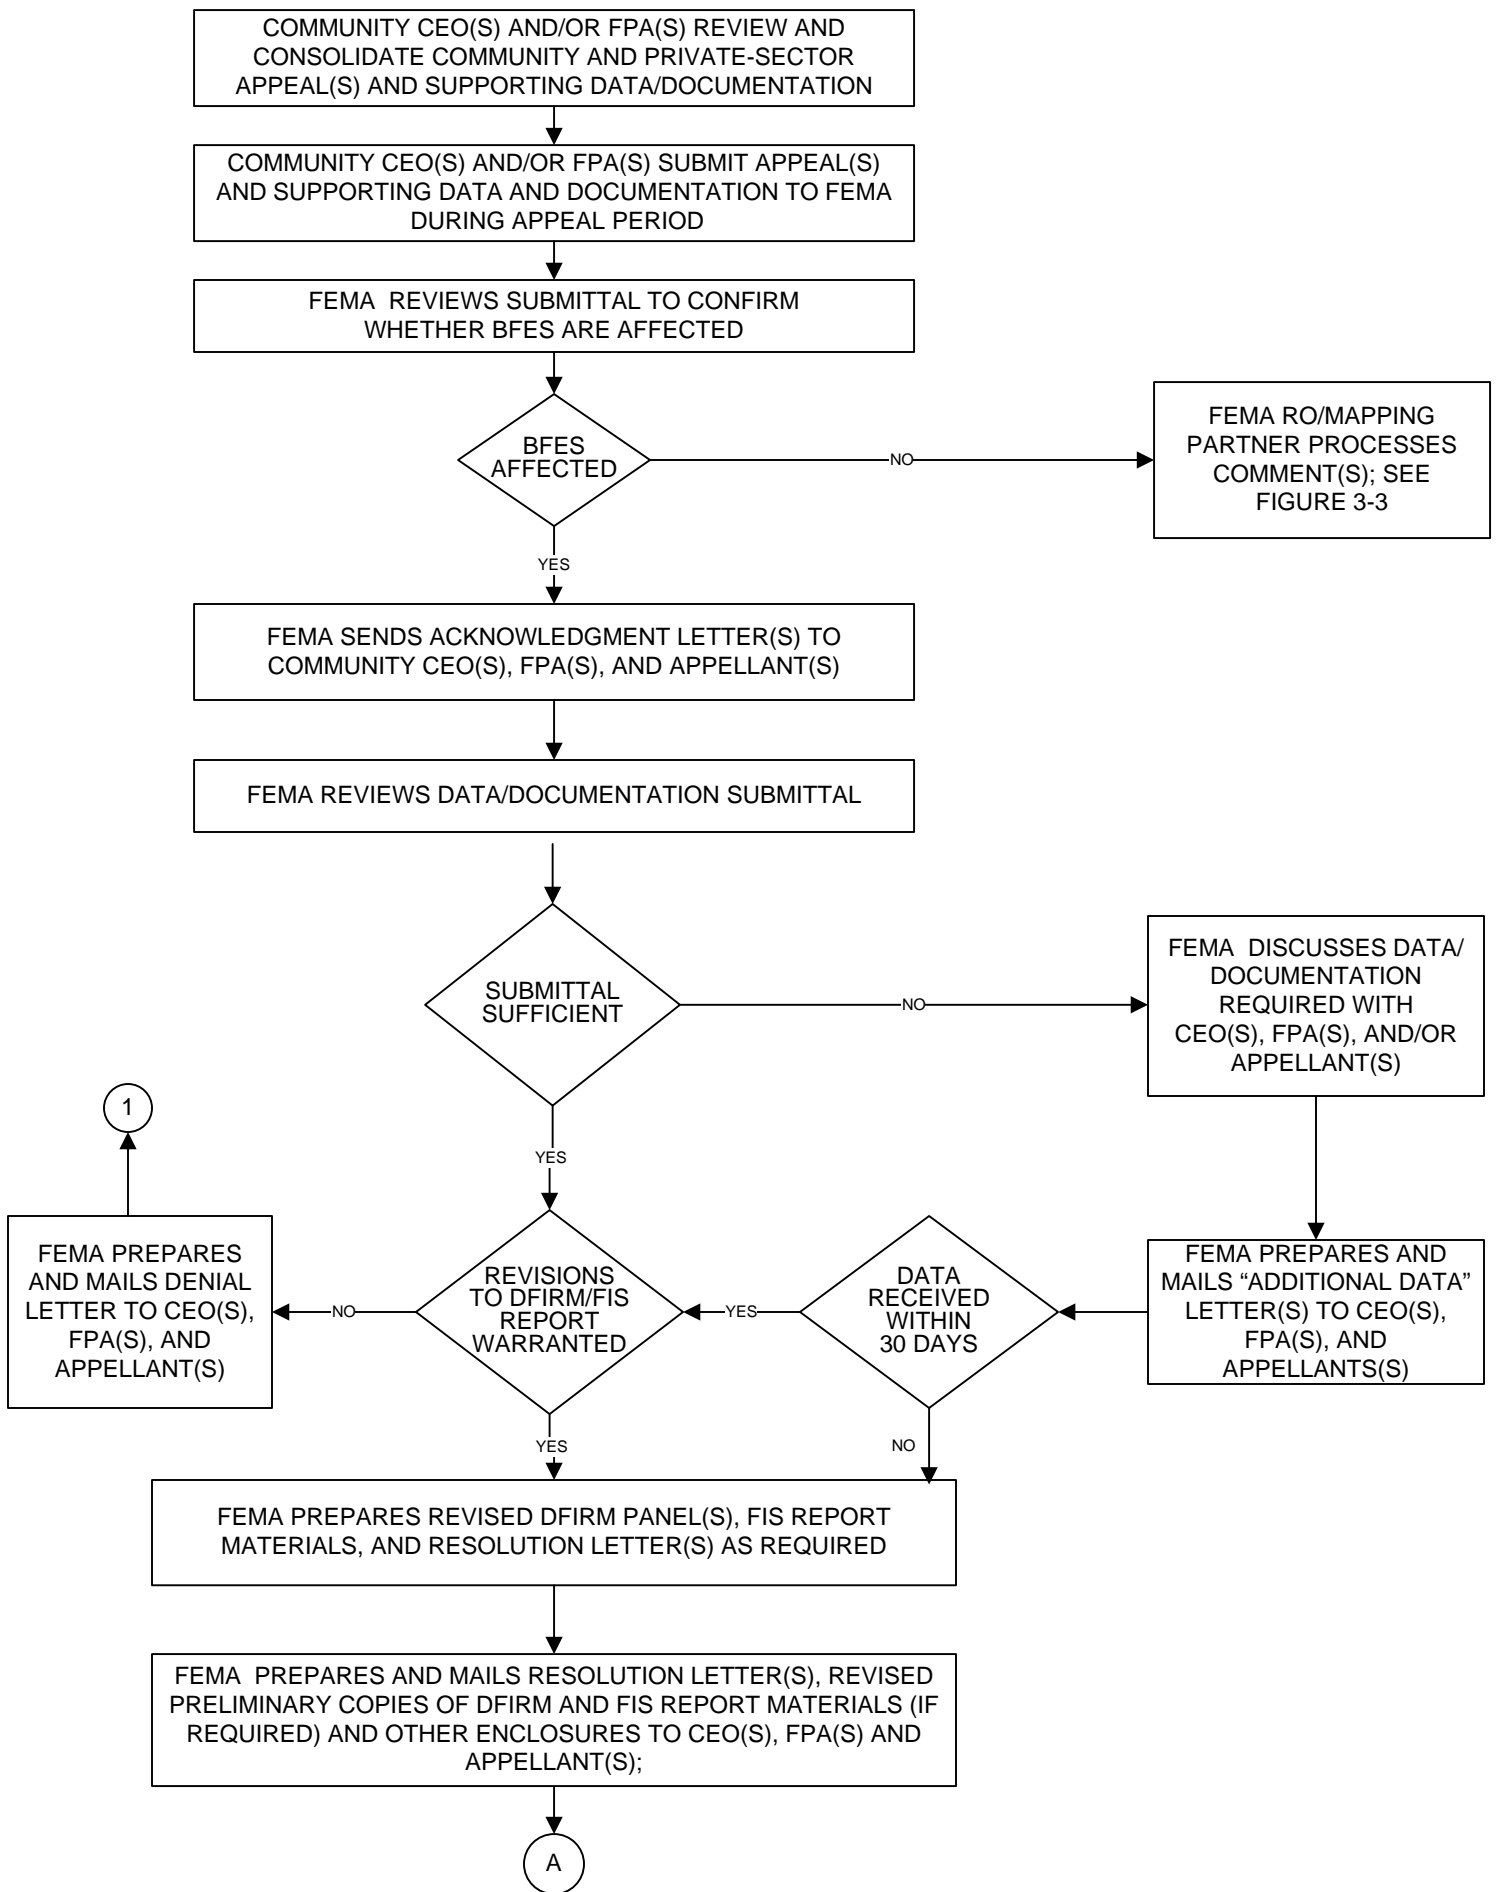 COMMUNITY CEO(S) AND/OR FPA(S) REVIEW AND
CONSOLIDATE COMMUNITY AND PRIVATE-SECTOR
APPEAL(S) AND SUPPORTING DATA/DOCUMENTATION
COMMUNITY CEO(S) AND/OR FPA(S) SUBMIT APPEAL(S)
AND SUPPORTING DATA AND DOCUMENTATION TO FEMA
DURING APPEAL PERIOD
FEMA REVIEWS SUBMITTAL TO CONFIRM
WHETHER BFES ARE AFFECTED
BFES
AFFECTED
NO
FEMA RO/MAPPING
PARTNER PROCESSES
COMMENT(S); SEE
FIGURE 3-3
YES
FEMA SENDS ACKNOWLEDGMENT LETTER(S) TO
COMMUNITY CEO(S), FPA(S), AND APPELLANT(S)
FEMA REVIEWS DATA/DOCUMENTATION SUBMITTAL
SUBMITTAL
SUFFICIENT
NO
FEMA DISCUSSES DATA/
DOCUMENTATION
REQUIRED WITH
CEO(S), FPA(S), AND/OR
APPELLANT(S)
1
YES
FEMA PREPARES
AND MAILS DENIAL
LETTER TO CEO(S),
FPA(S), AND
APPELLANT(S)
NO
REVISIONS
TO DFIRM/FIS
REPORT
WARRANTED
YES
DATA
RECEIVED
WITHIN
30 DAYS
FEMA PREPARES AND
MAILS “ADDITIONAL DATA”
LETTER(S) TO CEO(S),
FPA(S), AND
APPELLANTS(S)
YES
NO
FEMA PREPARES REVISED DFIRM PANEL(S), FIS REPORT
MATERIALS, AND RESOLUTION LETTER(S) AS REQUIRED
FEMA PREPARES AND MAILS RESOLUTION LETTER(S), REVISED
PRELIMINARY COPIES OF DFIRM AND FIS REPORT MATERIALS (IF
REQUIRED) AND OTHER ENCLOSURES TO CEO(S), FPA(S) AND
APPELLANT(S);
A